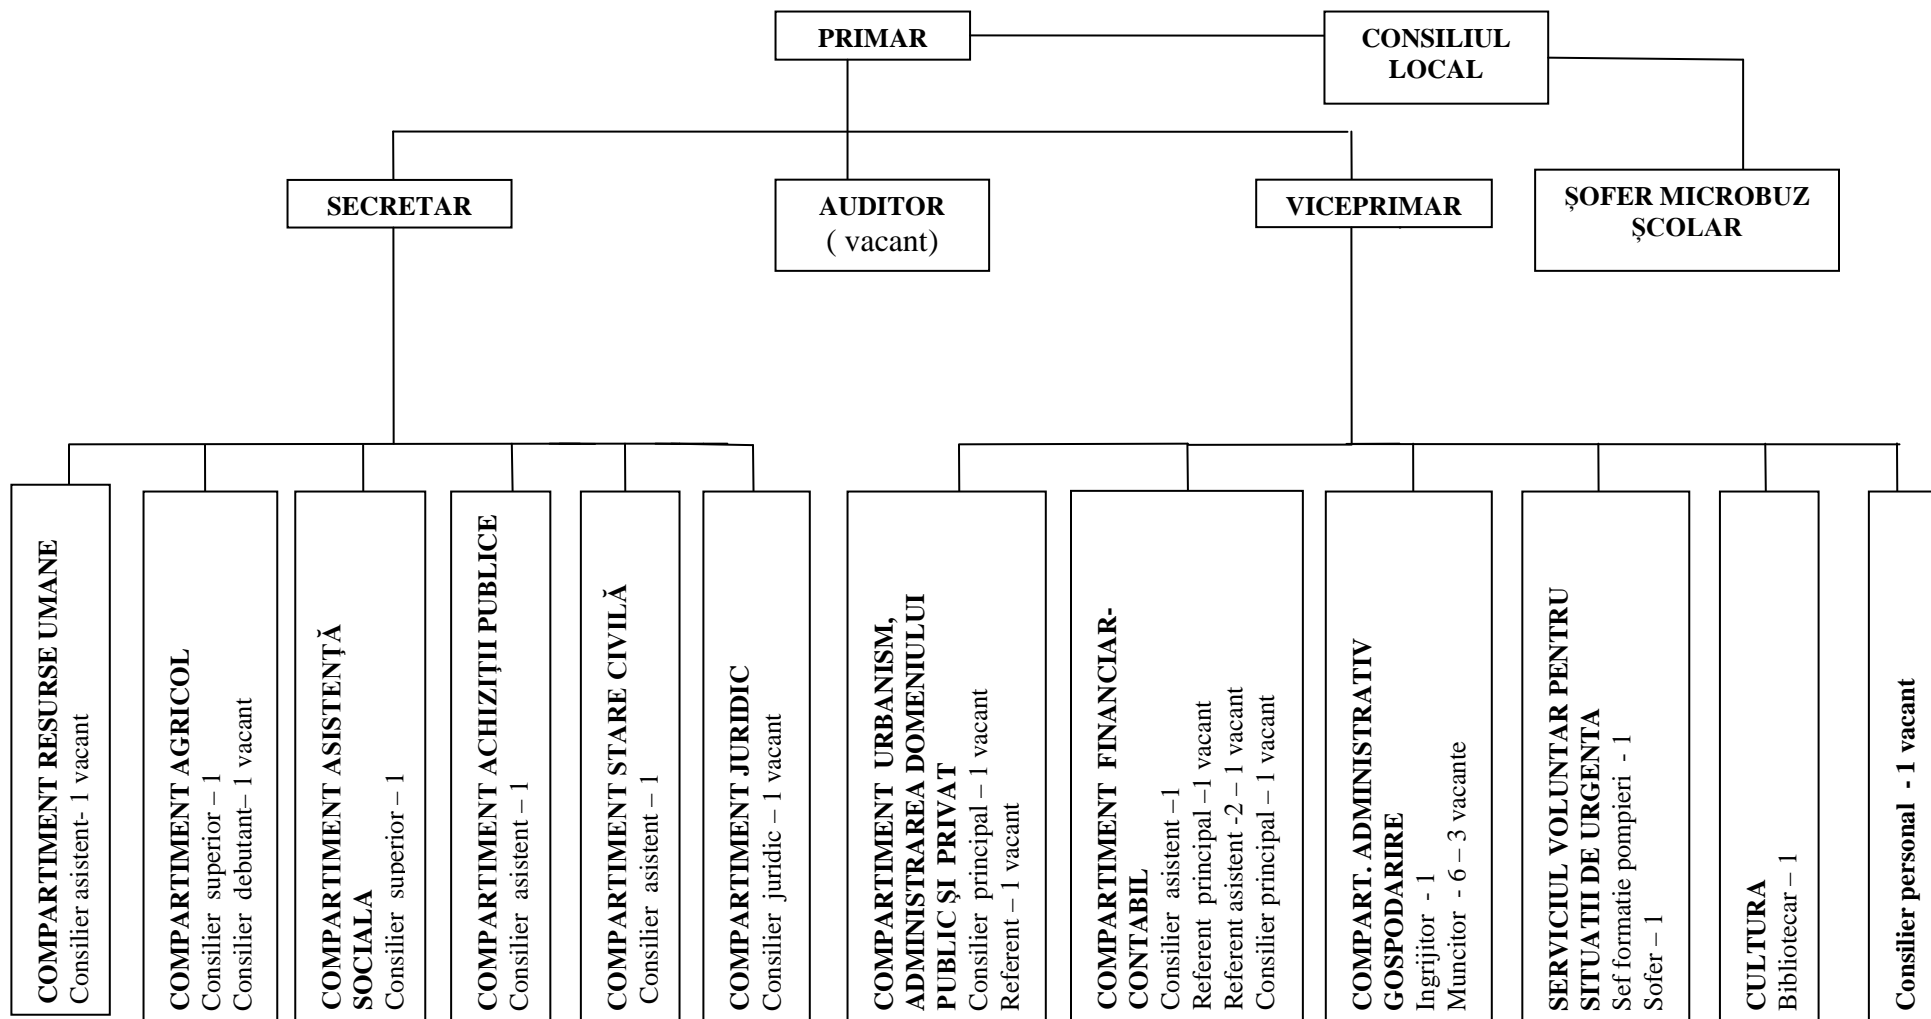 PRIMAR
CONSILIUL
LOCAL
SECRETAR
AUDITOR
( vacant)
VICEPRIMAR
ȘOFER MICROBUZ
ȘCOLAR
COMPARTIMENT RESURSE UMANE
Consilier asistent- 1 vacant
COMPARTIMENT AGRICOL
Consilier superior – 1
Consilier debutant– 1 vacant
COMPARTIMENT ASISTENŢĂ
SOCIALA
Consilier superior – 1
COMPARTIMENT ACHIZIŢII PUBLICE
Consilier asistent – 1
COMPARTIMENT STARE CIVILĂ
Consilier asistent – 1
COMPARTIMENT JURIDIC
Consilier juridic – 1 vacant
COMPARTIMENT URBANISM,
ADMINISTRAREA DOMENIULUI
PUBLIC ŞI PRIVAT
Consilier principal – 1 vacant
Referent – 1 vacant
COMPARTIMENT FINANCIAR-
CONTABIL
Consilier asistent –1
Referent principal –1 vacant
Referent asistent -2 – 1 vacant
Consilier principal – 1 vacant
COMPART. ADMINISTRATIV
GOSPODARIRE
Ingrijitor - 1
Muncitor - 6 – 3 vacante
SERVICIUL VOLUNTAR PENTRU
SITUATII DE URGENTA
Sef formatie pompieri - 1
Sofer – 1
CULTURA
Bibliotecar – 1
Consilier personal - 1 vacant